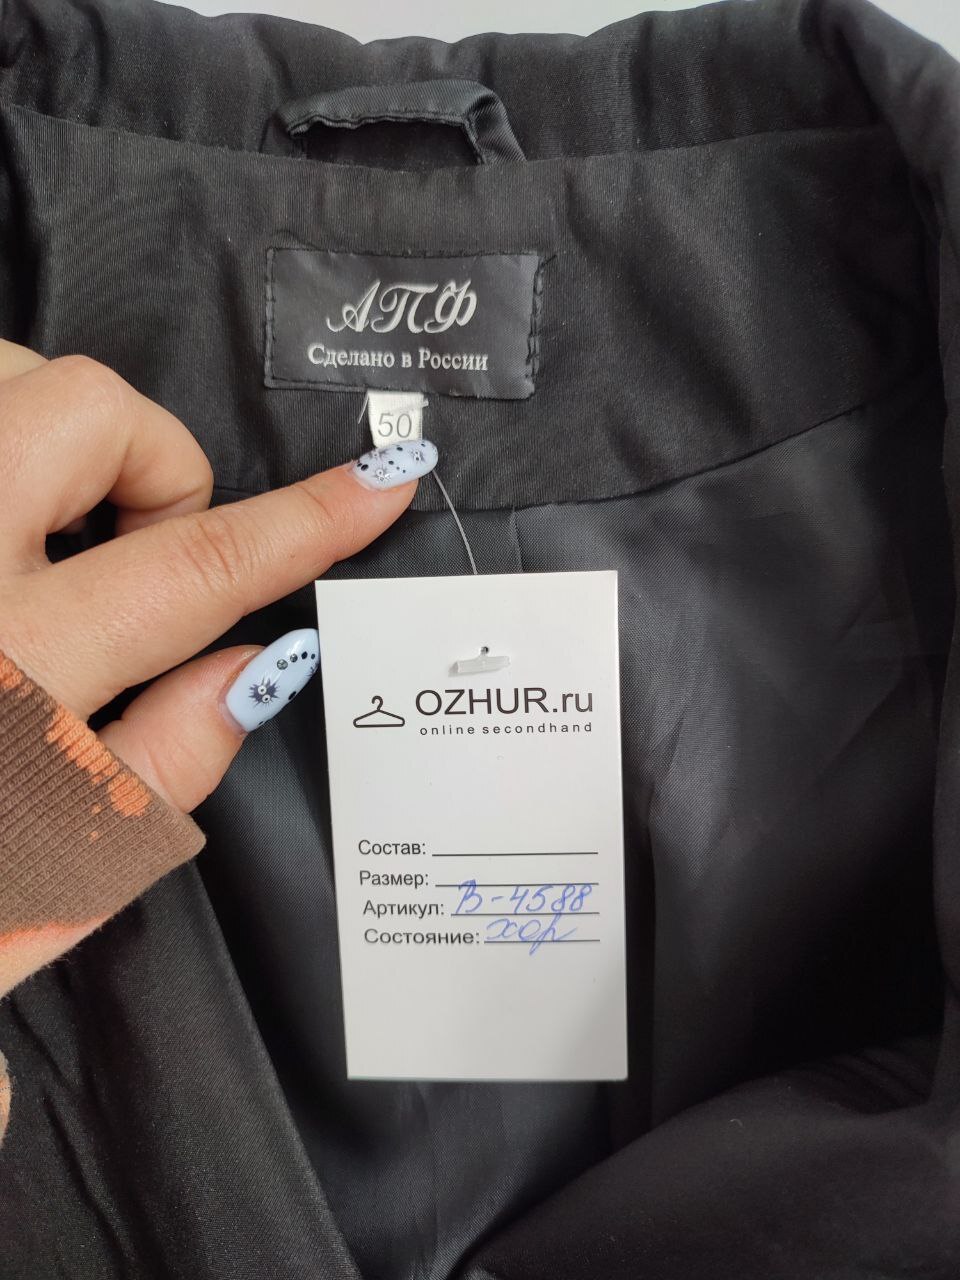 АПФ
Сделано в России
50
OZHUR.ru
online secondhand
Состав:
Размер:
Артикул: В-4588
Состояние: хор